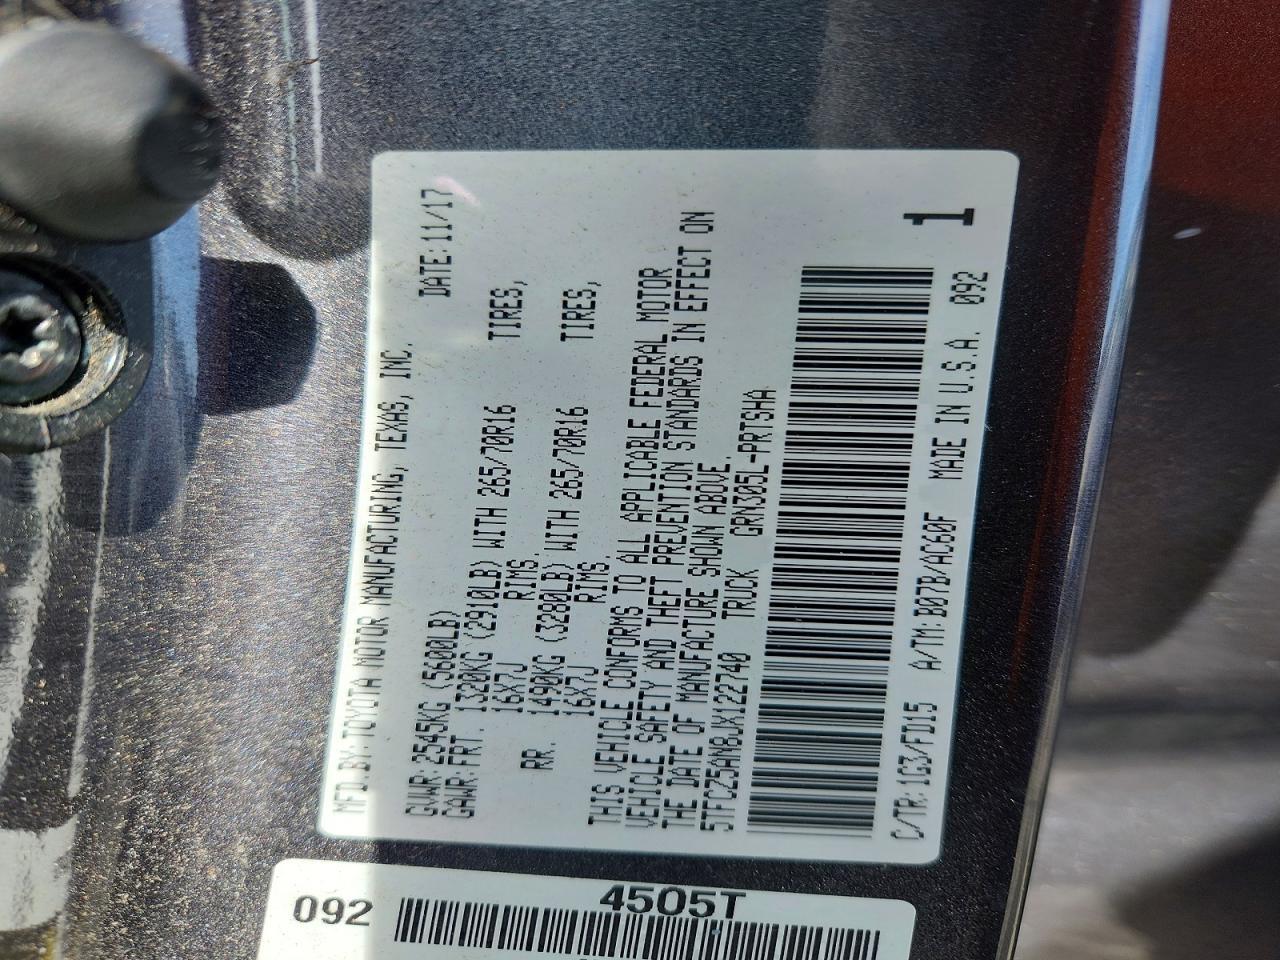 MFD. BY: TOYOTA MOTOR MANUFACTURING, TEXAS, INC.
DATE: 11/17
GVWR: 2545KG (5600LB)
GAWR: FRT. 1320KG (2910LB) WITH 265/70R16 TIRES,
16X7J RIMS.
RR. 1490KG (3280LB) WITH 265/70R16 TIRES,
16X7J RIMS.
THIS VEHICLE CONFORMS TO ALL APPLICABLE FEDERAL MOTOR
VEHICLE SAFETY AND THEFT PREVENTION STANDARDS IN EFFECT ON
THE DATE OF MANUFACTURE SHOWN ABOVE.
5TFCZ5AN8JX122740 TRUCK GRN305L-PRTSHA
1
C/TR: 1G3/FD15 A/TM: B07B/AC60F MADE IN U.S.A. 092
092
4505T